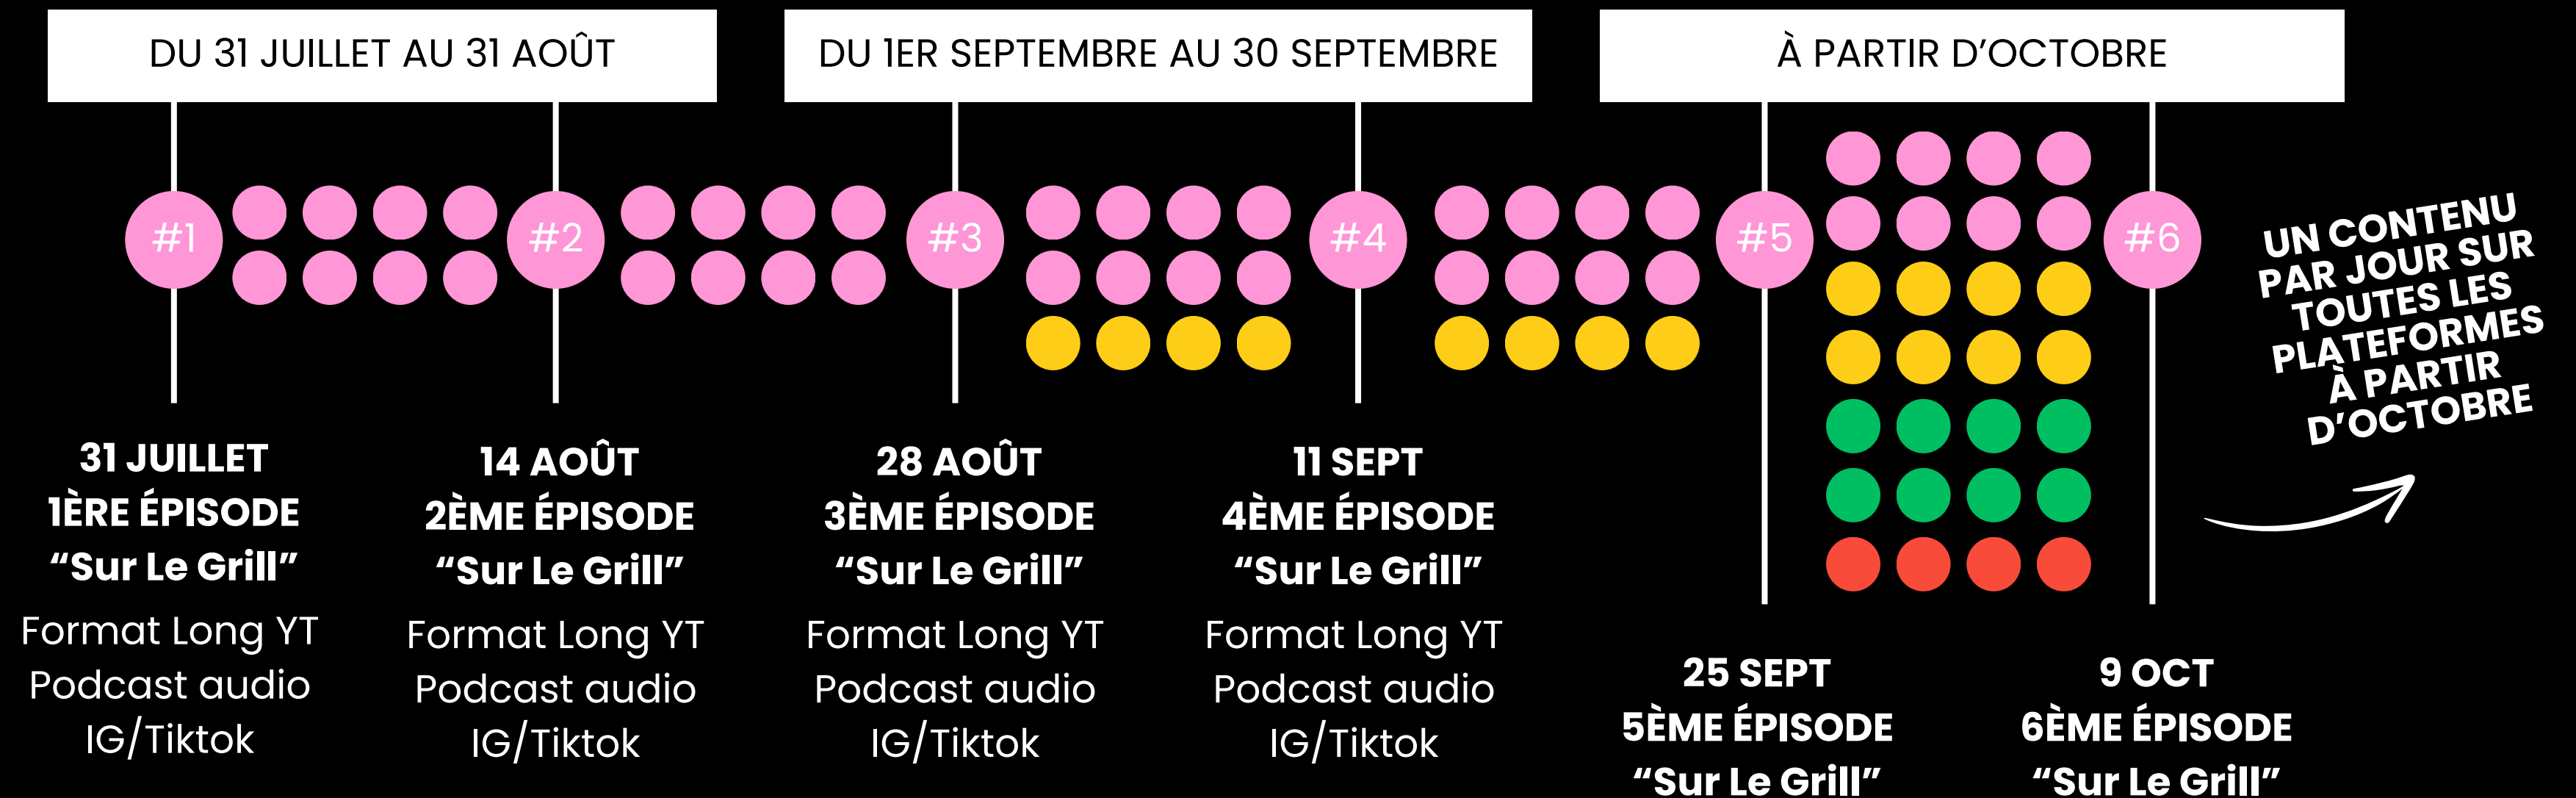 DU 31 JUILLET AU 31 AOÛT
DU 1ER SEPTEMBRE AU 30 SEPTEMBRE
À PARTIR D’OCTOBRE
#1
#2
#3
#4
#5
#6
UN CONTENU
PAR JOUR SUR
TOUTES LES
PLATEFORMES
À PARTIR
D’OCTOBRE
31 JUILLET
1ÈRE ÉPISODE
“Sur Le Grill”
Format Long YT
Podcast audio
IG/Tiktok
14 AOÛT
2ÈME ÉPISODE
“Sur Le Grill”
Format Long YT
Podcast audio
IG/Tiktok
28 AOÛT
3ÈME ÉPISODE
“Sur Le Grill”
Format Long YT
Podcast audio
IG/Tiktok
11 SEPT
4ÈME ÉPISODE
“Sur Le Grill”
Format Long YT
Podcast audio
IG/Tiktok
25 SEPT
5ÈME ÉPISODE
“Sur Le Grill”
9 OCT
6ÈME ÉPISODE
“Sur Le Grill”